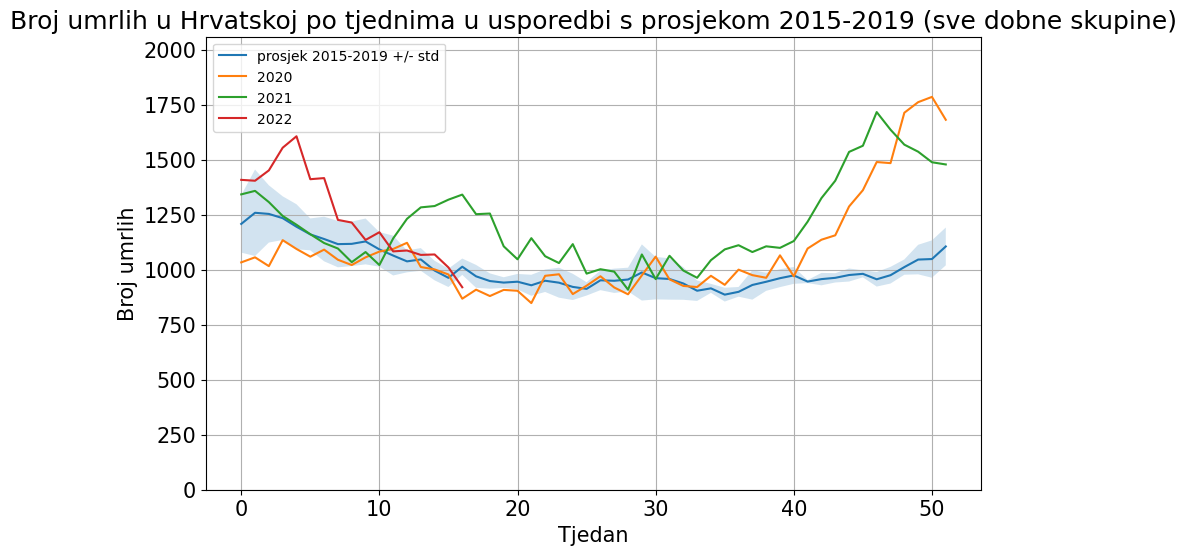 Broj umrlih u Hrvatskoj po tjednima u usporedbi s prosjekom 2015-2019 (sve dobne skupine)
prosjek 2015-2019 +/- std
2020
2021
2022
2000
1750
1500
1250
1000
750
500
250
0
Broj umrlih
0 10 20 30 40 50
Tjedan